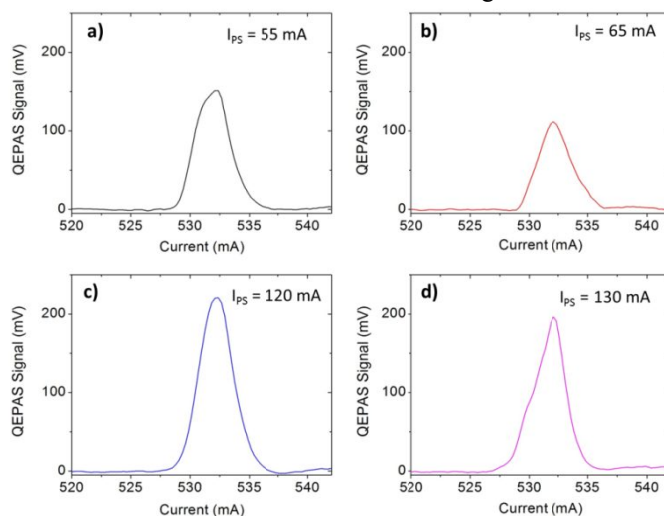 a) I_PS = 55 mA
QEPAS Signal (mV)
200
100
0
520 525 530 535 540
Current (mA)
b) I_PS = 65 mA
QEPAS Signal (mV)
200
100
0
520 525 530 535 540
Current (mA)
c) I_PS = 120 mA
QEPAS Signal (mV)
200
100
0
520 525 530 535 540
Current (mA)
d) I_PS = 130 mA
QEPAS Signal (mV)
200
100
0
520 525 530 535 540
Current (mA)